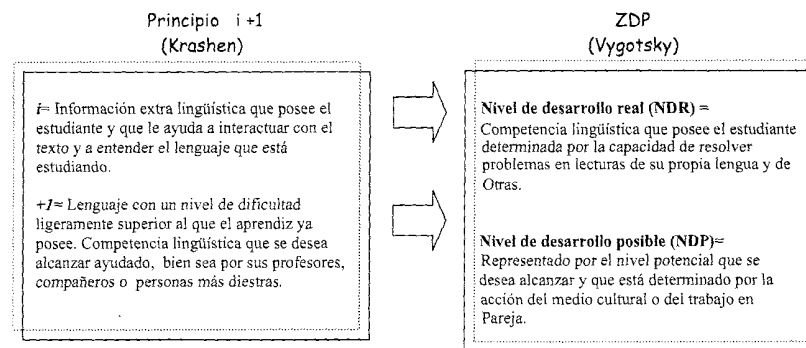 Principio i +1
(Krashen)
i= Información extra lingüística que posee el
estudiante y que le ayuda a interactuar con el
texto y a entender el lenguaje que está
estudiando.
+1= Lenguaje con un nivel de dificultad
ligeramente superior al que el aprendiz ya
posee. Competencia lingüística que se desea
alcanzar ayudado, bien sea por sus profesores,
compañeros o personas más diestras.
ZDP
(Vygotsky)
Nivel de desarrollo real (NDR) =
Competencia lingüística que posee el estudiante
determinada por la capacidad de resolver
problemas en lecturas de su propia lengua y de
Otras.
Nivel de desarrollo posible (NDP)=
Representado por el nivel potencial que se
desea alcanzar y que está determinado por la
acción del medio cultural o del trabajo en
Pareja.